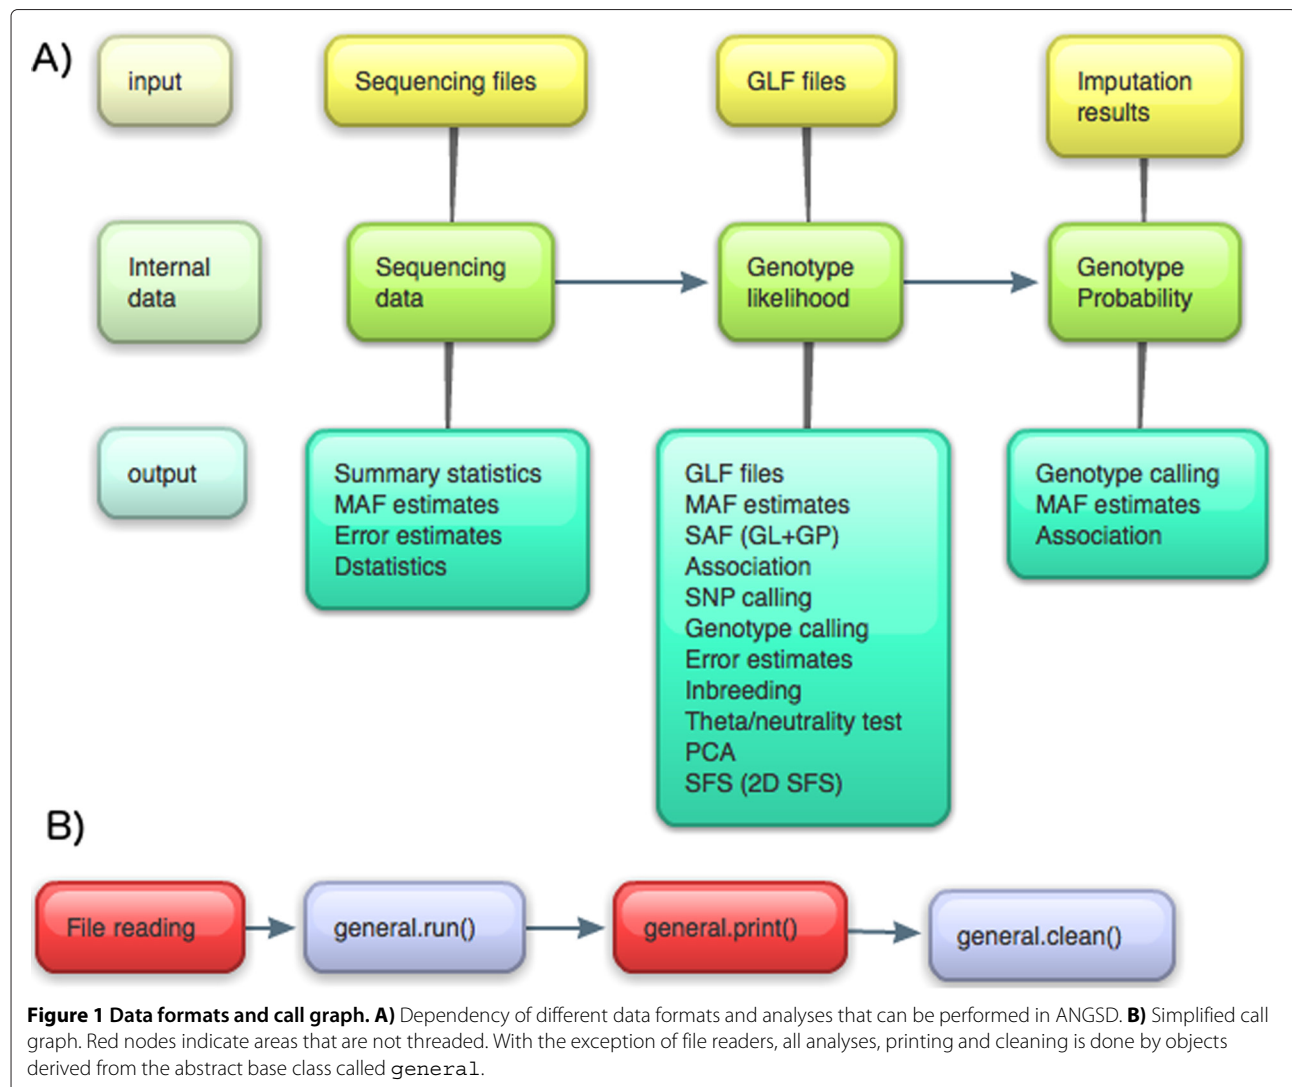 A)
input
Sequencing files
GLF files
Imputation
results
Internal
data
Sequencing
data
Genotype
likelihood
Genotype
Probability
output
Summary statistics
MAF estimates
Error estimates
Dstatistics
GLF files
MAF estimates
SAF (GL+GP)
Association
SNP calling
Genotype calling
Error estimates
Inbreeding
Theta/neutrality test
PCA
SFS (2D SFS)
Genotype calling
MAF estimates
Association
B)
File reading
general.run()
general.print()
general.clean()
Figure 1 Data formats and call graph. A) Dependency of different data formats and analyses that can be performed in ANGSD. B) Simplified call
graph. Red nodes indicate areas that are not threaded. With the exception of file readers, all analyses, printing and cleaning is done by objects
derived from the abstract base class called general.